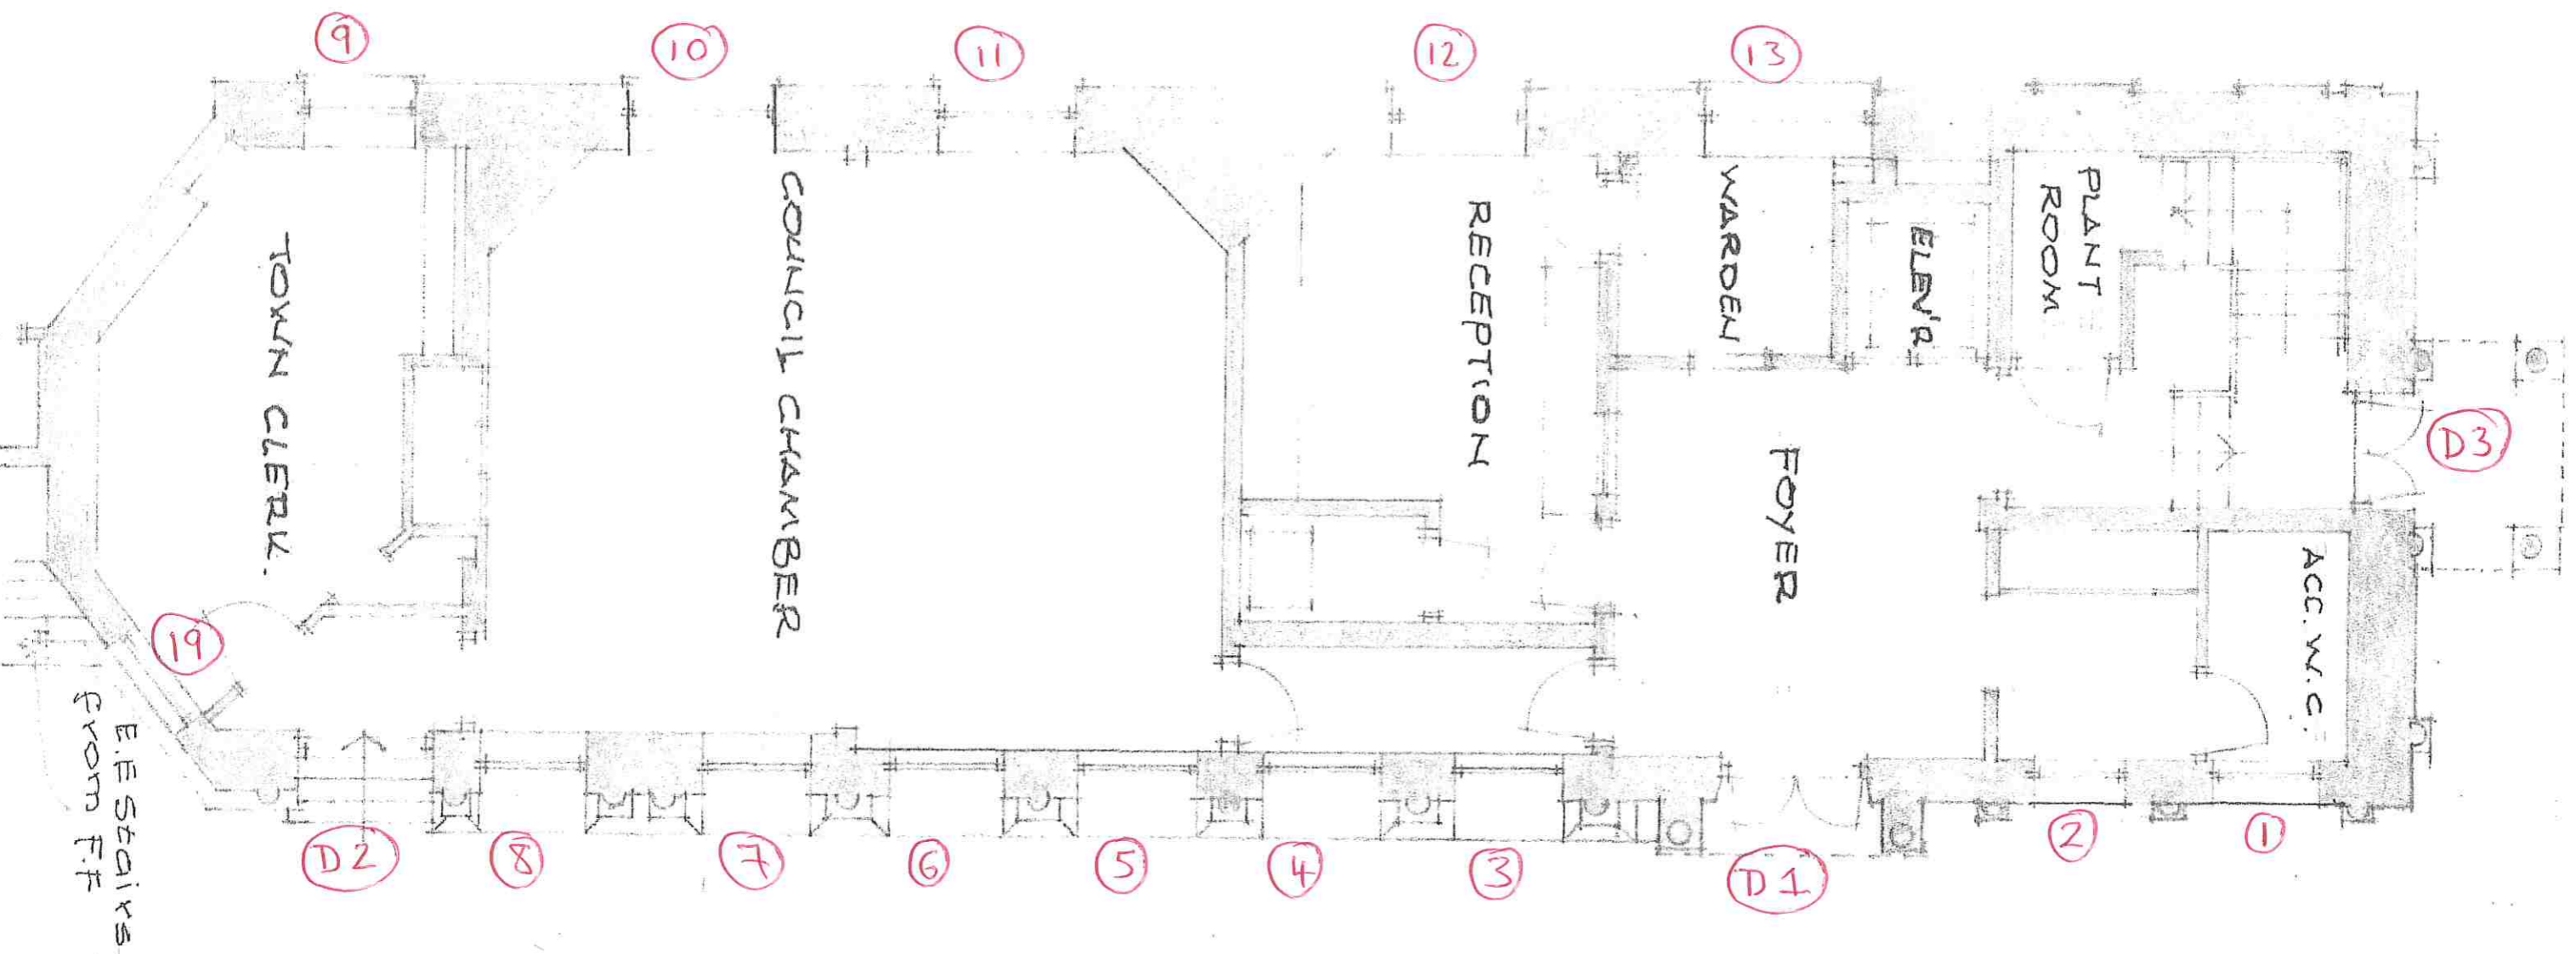 9
10
11
12
13
TOWN CLERK.
COUNCIL CHAMBER
RECEPTION
WARDEN
ELEV'R
PLANT
ROOM
FOYER
ACC. W.C.
D3
19
E.E Stairs
from F.F
D2
8
7
6
5
4
3
D1
2
1